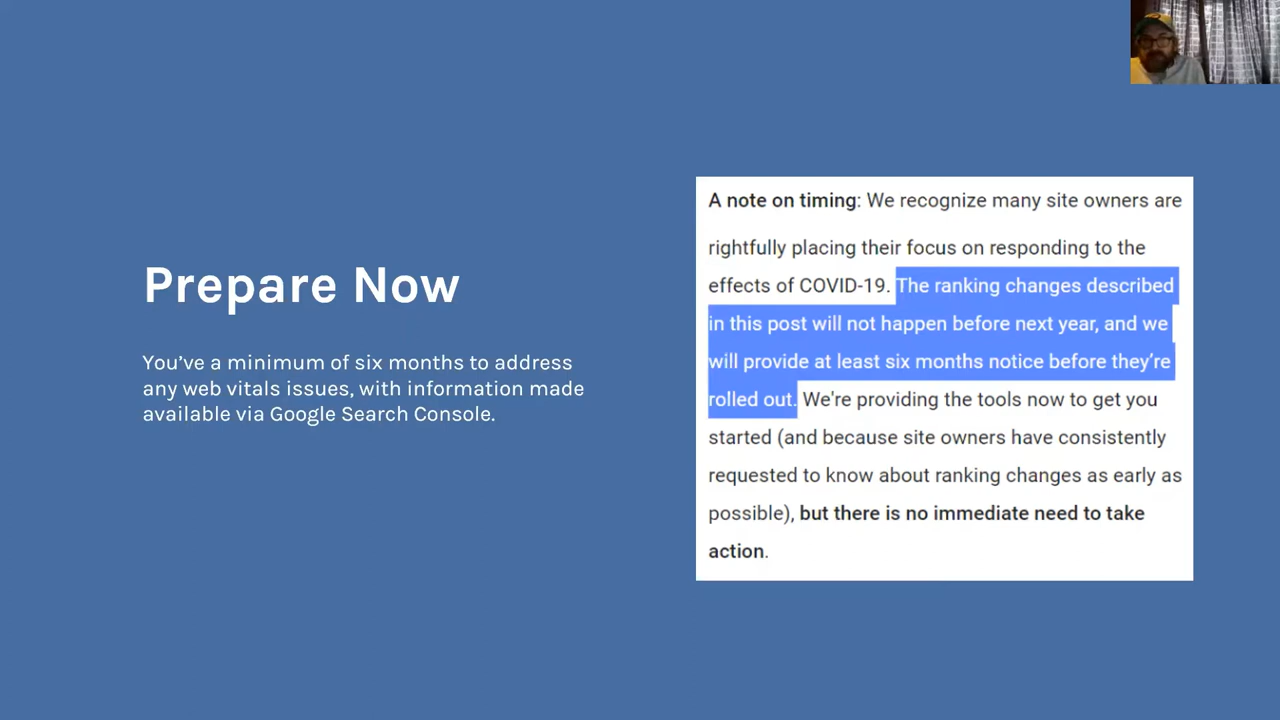 Prepare Now
You’ve a minimum of six months to address
any web vitals issues, with information made
available via Google Search Console.
A note on timing: We recognize many site owners are
rightfully placing their focus on responding to the
effects of COVID-19. The ranking changes described
in this post will not happen before next year, and we
will provide at least six months notice before they’re
rolled out. We're providing the tools now to get you
started (and because site owners have consistently
requested to know about ranking changes as early as
possible), but there is no immediate need to take
action.